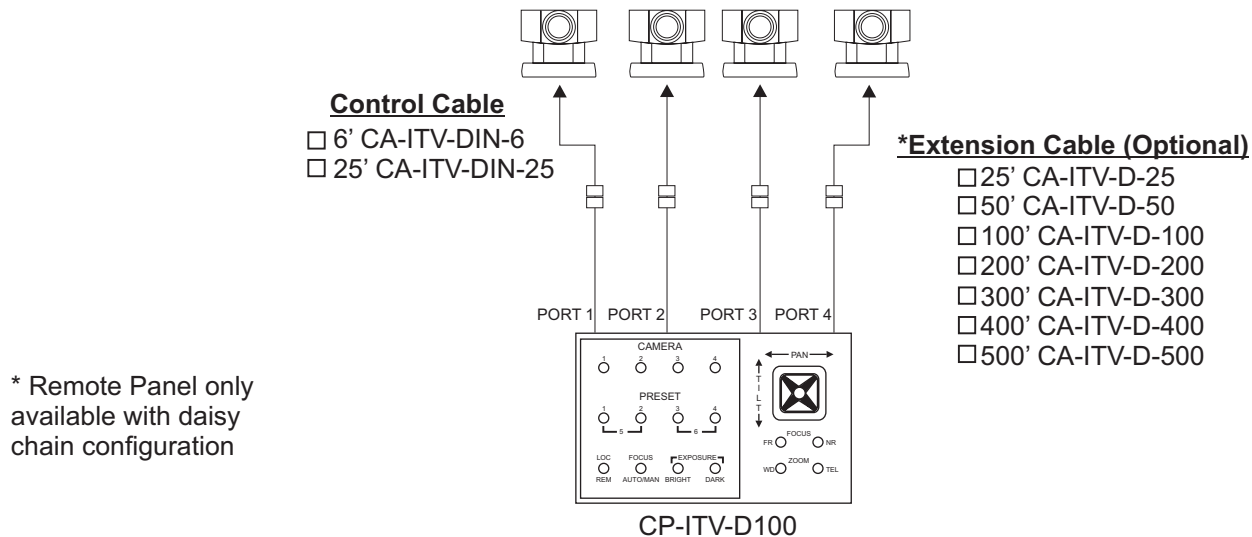 Control Cable
□ 6’ CA-ITV-DIN-6
□ 25’ CA-ITV-DIN-25
*Extension Cable (Optional)
□ 25’ CA-ITV-D-25
□ 50’ CA-ITV-D-50
□ 100’ CA-ITV-D-100
□ 200’ CA-ITV-D-200
□ 300’ CA-ITV-D-300
□ 400’ CA-ITV-D-400
□ 500’ CA-ITV-D-500
PORT 1 PORT 2 PORT 3 PORT 4
CAMERA
1 2 3 4
PRESET
1 2 3 4
5 6
LOC FOCUS EXPOSURE
REM AUTO/MAN BRIGHT DARK
PAN
TILT
FOCUS
FR NR
ZOOM
WD TEL
* Remote Panel only
available with daisy
chain configuration
CP-ITV-D100